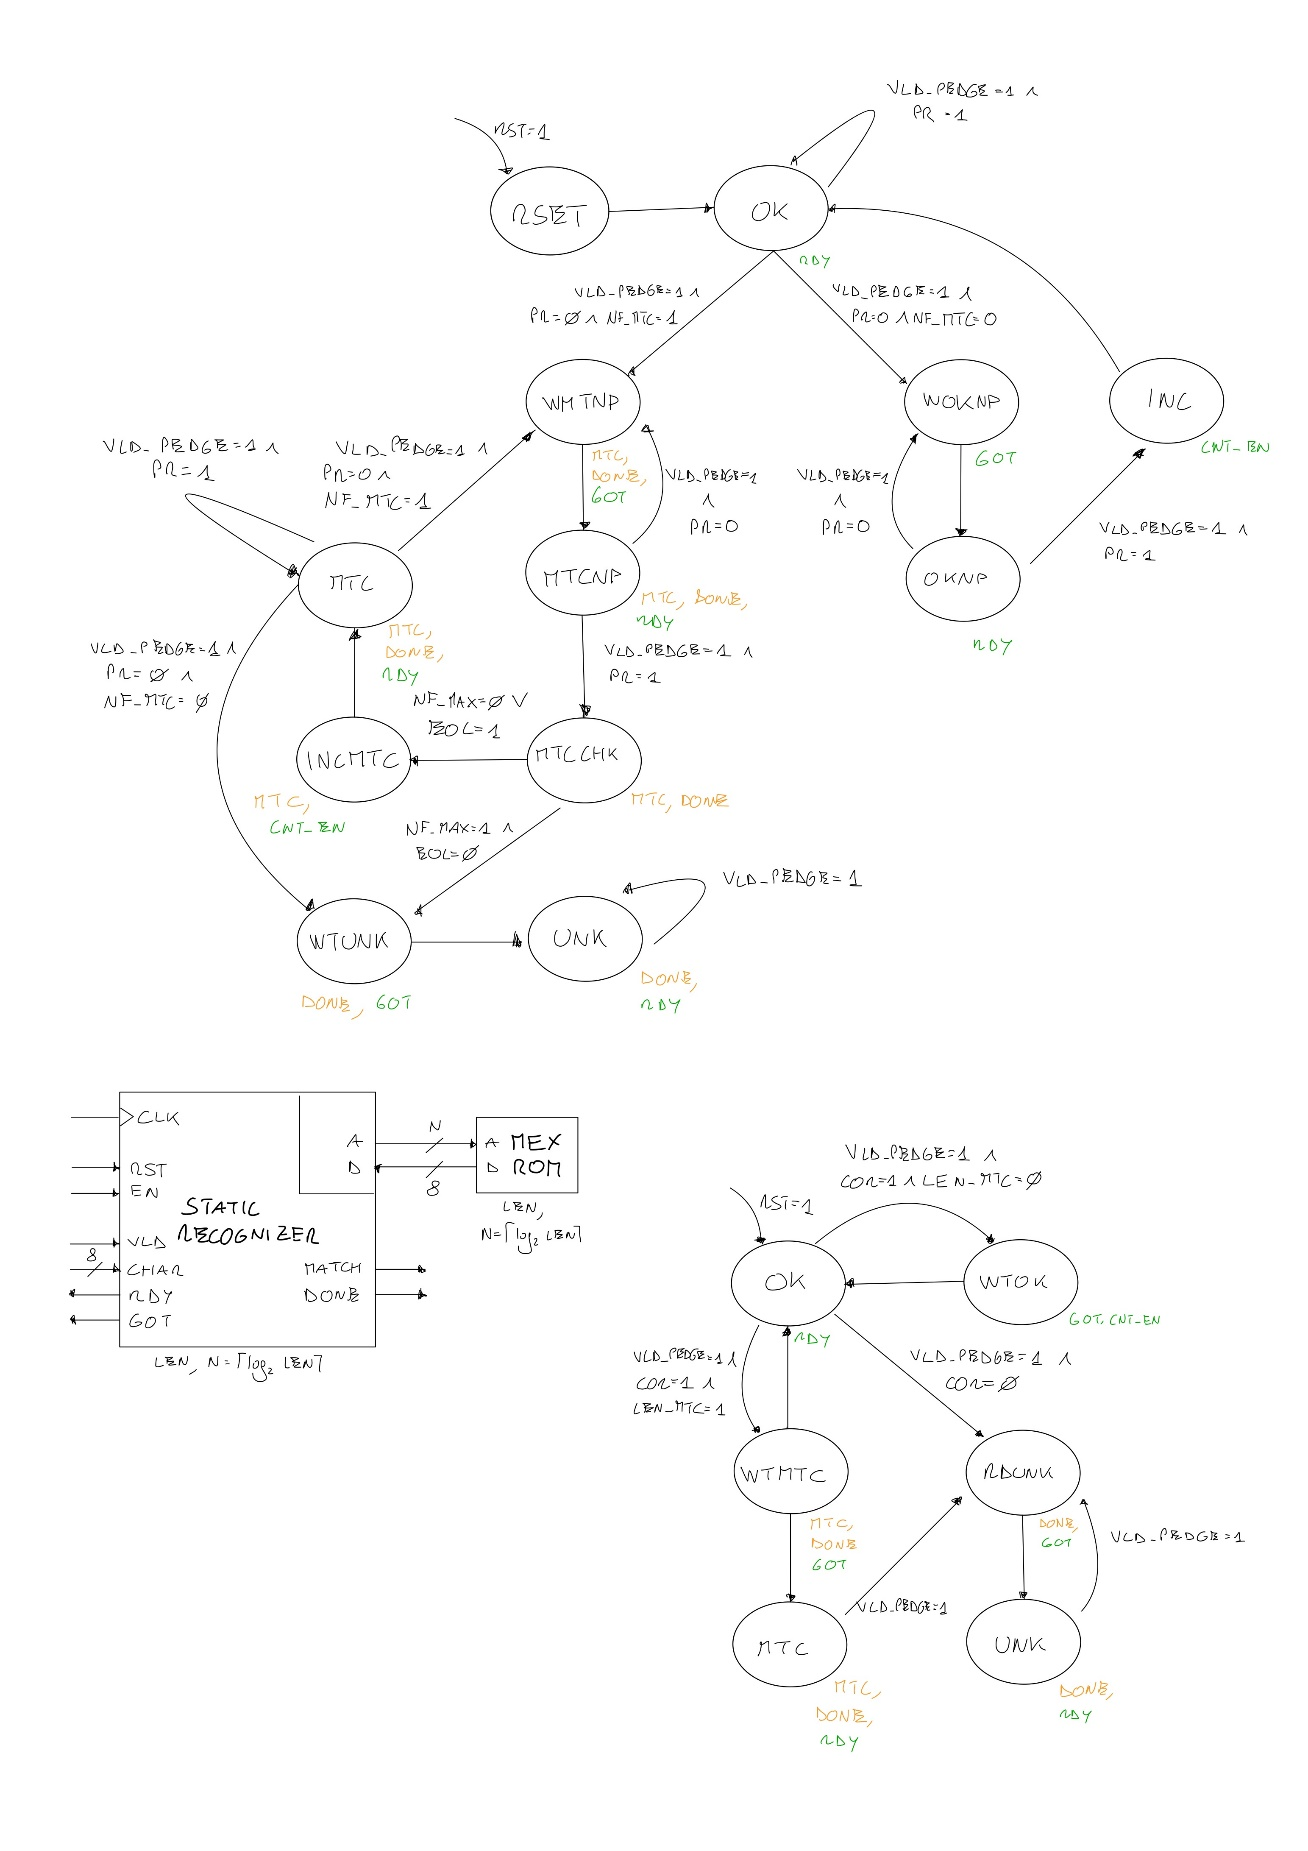 VLD_PEDGE=1 ∧
PR=1
RST=1
RSET
OK
RDY
VLD_PEDGE=1 ∧
PR=Ø ∧ NF_MTC=1
VLD_PEDGE=1 ∧
PR=0 ∧ NF_MTC=0
WMTNP
MTC,
DONE,
GOT
WOKNP
GOT
INC
CNT_EN
VLD_PEDGE=1 ∧
PR=1
VLD_PEDGE=1 ∧
PR=0 ∧
NF_MTC=1
VLD_PEDGE=1
∧
PR=0
VLD_PEDGE=1
∧
PR=0
VLD_PEDGE=1 ∧
PR=1
MTC
MTC,
DONE,
RDY
MTCNP
MTC, DONE,
RDY
OKNP
RDY
VLD_PEDGE=1 ∧
PR=Ø ∧
NF_MTC=Ø
VLD_PEDGE=1 ∧
PR=1
NF_MAX=Ø ∨
EOL=1
INCMTC
MTC,
CNT_EN
MTCCHK
MTC, DONE
NF_MAX=1 ∧
EOL=Ø
VLD_PEDGE=1
WTUNK
DONE, GOT
UNK
DONE,
RDY
CLK
RST
EN
VLD
8
CHAR
RDY
GOT
STATIC
RECOGNIZER
A
D
MATCH
DONE
LEN, N=⌈log₂ LEN⌉
N
8
A MEX
D ROM
LEN,
N=⌈log₂ LEN⌉
VLD_PEDGE=1 ∧
COR=1 ∧ LEN_MTC=Ø
RST=1
OK
RDY
WTOK
GOT, CNT_EN
VLD_PEDGE=1 ∧
COR=1 ∧
LEN_MTC=1
VLD_PEDGE=1 ∧
COR=Ø
WTMTC
MTC,
DONE
GOT
RDUNK
DONE,
GOT
VLD_PEDGE=1
VLD_PEDGE=1
MTC
MTC,
DONE,
RDY
UNK
DONE,
RDY